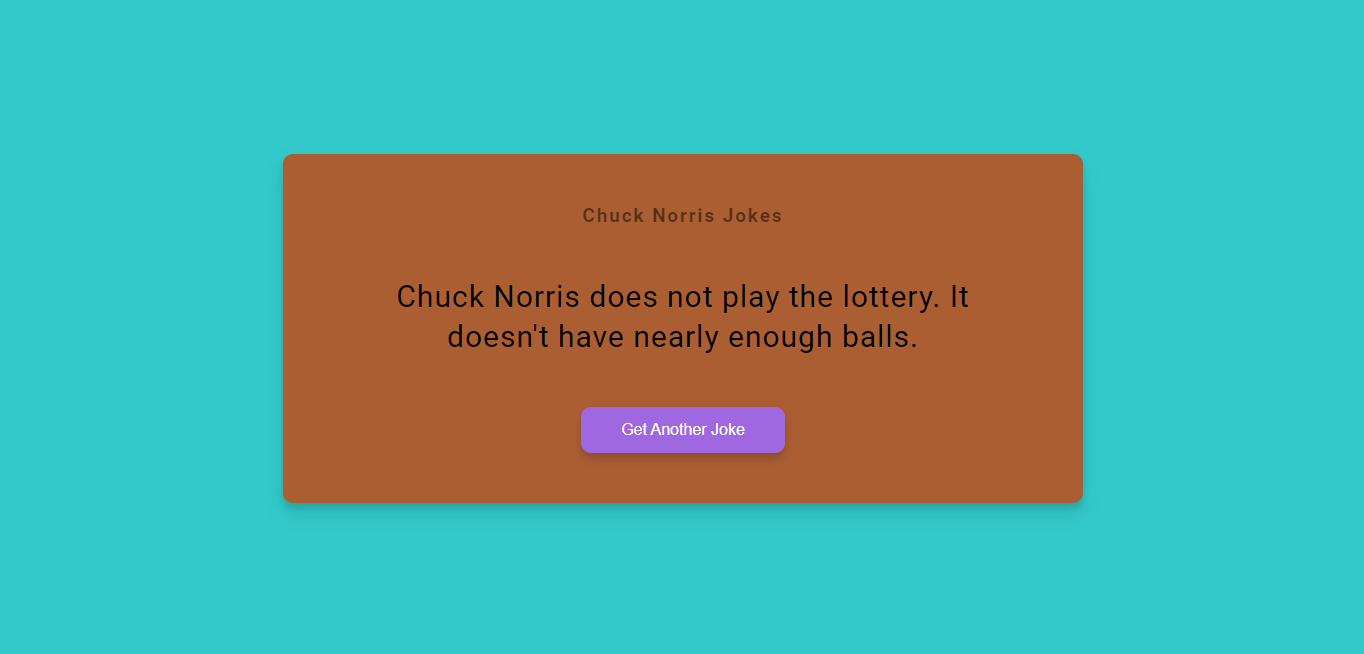 Chuck Norris Jokes
Chuck Norris does not play the lottery. It
doesn't have nearly enough balls.
Get Another Joke